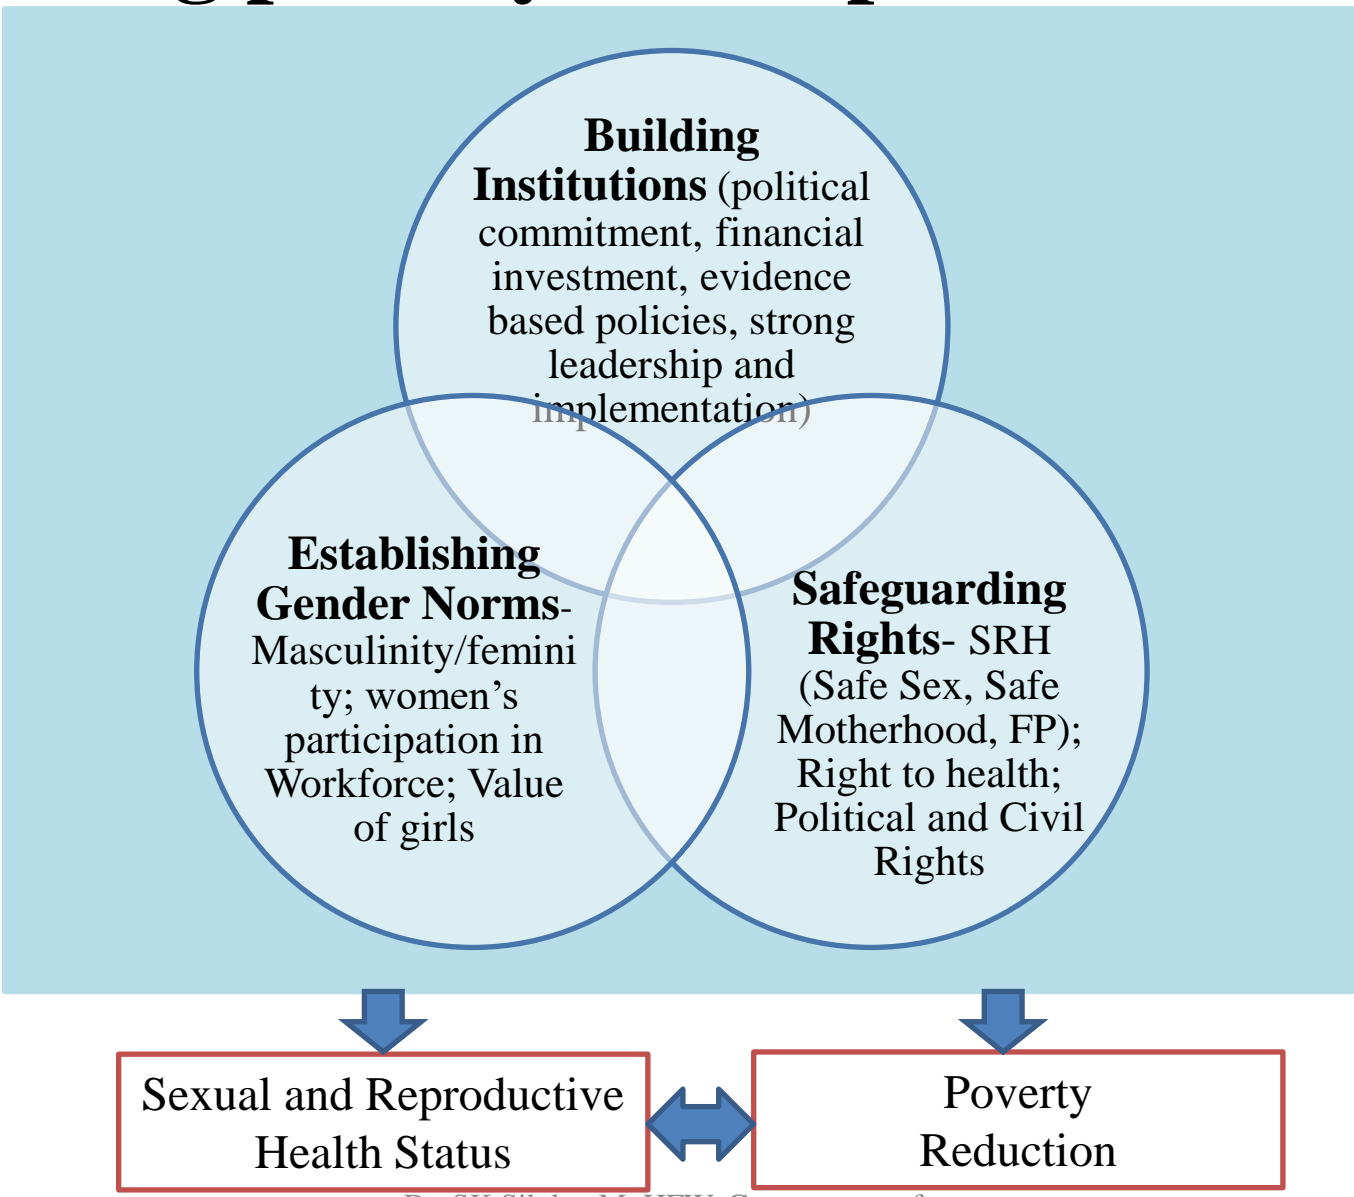 Building
Institutions (political
commitment, financial
investment, evidence
based policies, strong
leadership and
implementation)
Establishing
Gender Norms-
Masculinity/femini
ty; women’s
participation in
Workforce; Value
of girls
Safeguarding
Rights- SRH
(Safe Sex, Safe
Motherhood, FP);
Right to health;
Political and Civil
Rights
Sexual and Reproductive
Health Status
Poverty
Reduction